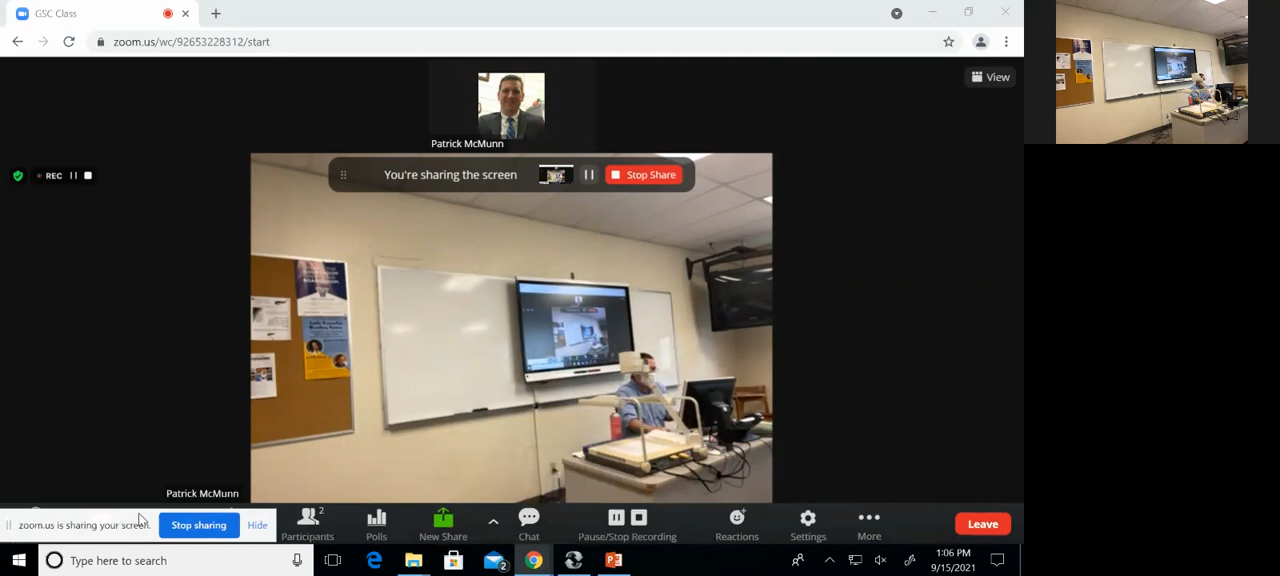 GSC Class
zoom.us/wc/92653228312/start
View
Patrick McMunn
REC
You're sharing the screen
Stop Share
Patrick McMunn
zoom.us is sharing your screen.
Stop sharing
Hide
2
Participants
Polls
New Share
Chat
Pause/Stop Recording
Reactions
Settings
More
Leave
Type here to search
2
1:06 PM
9/15/2021